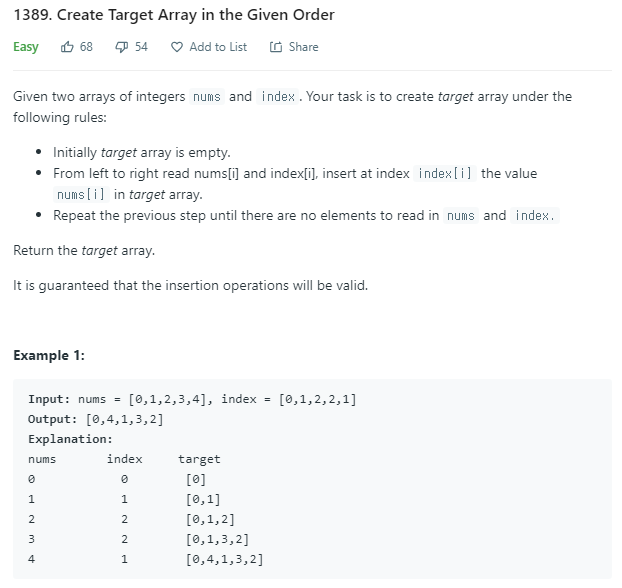 1389. Create Target Array in the Given Order
Easy 68 54 Add to List Share
Given two arrays of integers nums and index. Your task is to create target array under the
following rules:
• Initially target array is empty.
• From left to right read nums[i] and index[i], insert at index index[i] the value
nums[i] in target array.
• Repeat the previous step until there are no elements to read in nums and index.
Return the target array.
It is guaranteed that the insertion operations will be valid.
Example 1:
Input: nums = [0,1,2,3,4], index = [0,1,2,2,1]
Output: [0,4,1,3,2]
Explanation:
nums index target
0 0 [0]
1 1 [0,1]
2 2 [0,1,2]
3 2 [0,1,3,2]
4 1 [0,4,1,3,2]